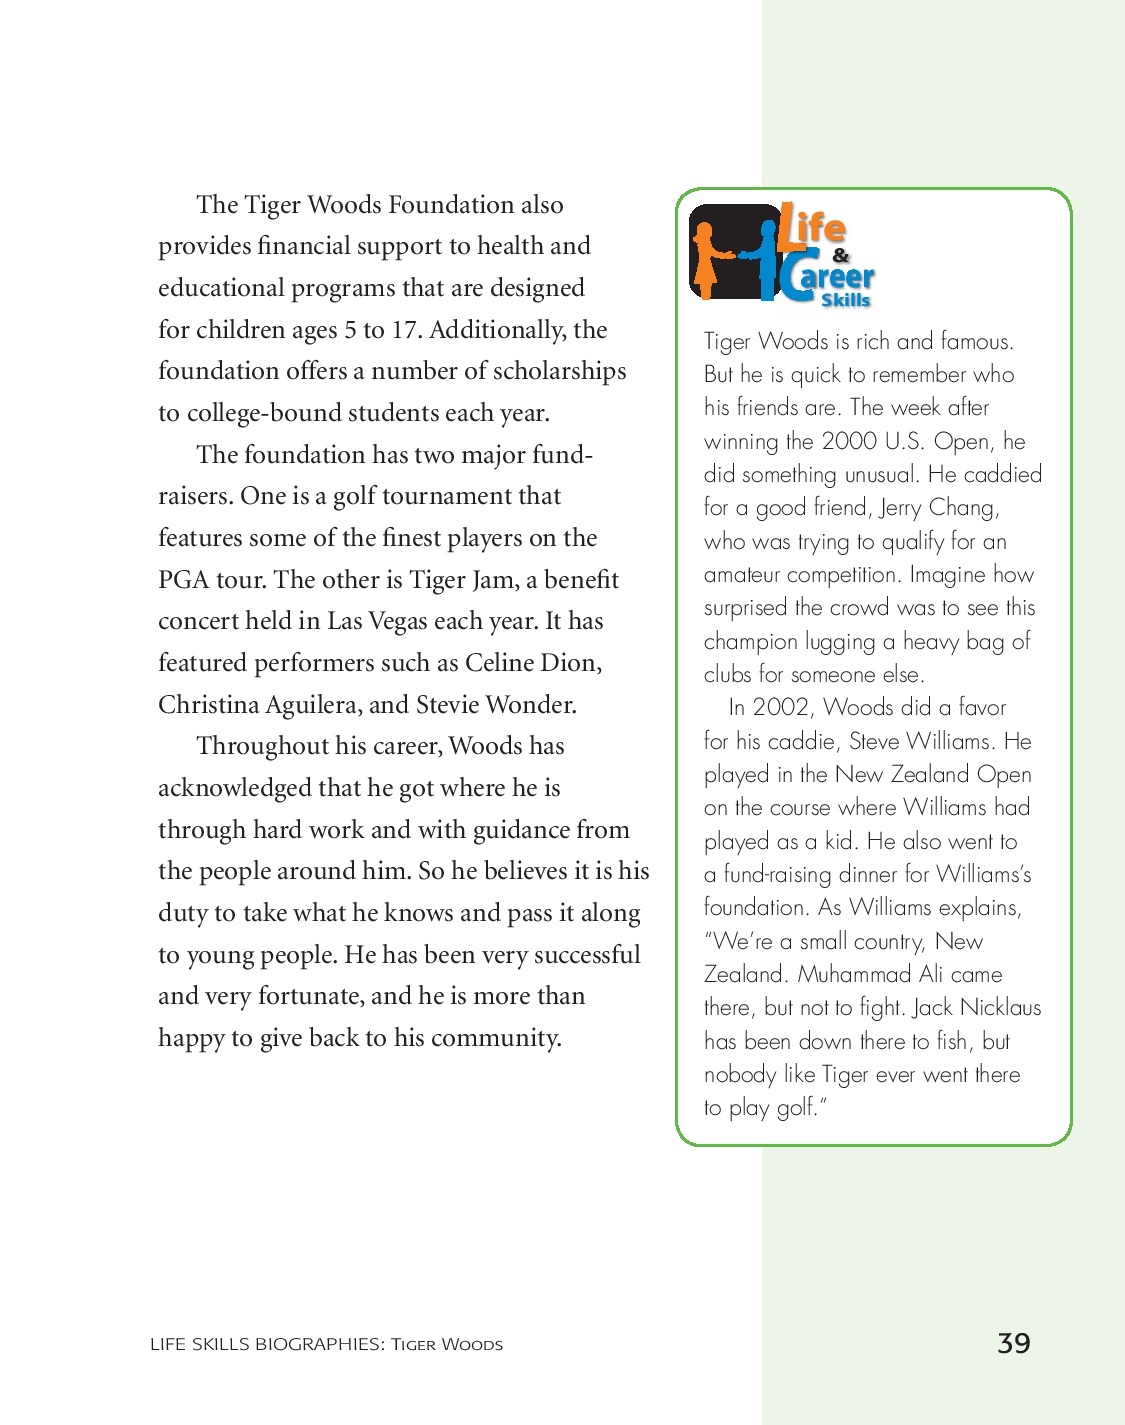 The Tiger Woods Foundation also
provides financial support to health and
educational programs that are designed
for children ages 5 to 17. Additionally, the
foundation offers a number of scholarships
to college-bound students each year.
The foundation has two major fund-
raisers. One is a golf tournament that
features some of the finest players on the
PGA tour. The other is Tiger Jam, a benefit
concert held in Las Vegas each year. It has
featured performers such as Celine Dion,
Christina Aguilera, and Stevie Wonder.
Throughout his career, Woods has
acknowledged that he got where he is
through hard work and with guidance from
the people around him. So he believes it is his
duty to take what he knows and pass it along
to young people. He has been very successful
and very fortunate, and he is more than
happy to give back to his community.
Life
&
Career
Skills
Tiger Woods is rich and famous.
But he is quick to remember who
his friends are. The week after
winning the 2000 U.S. Open, he
did something unusual. He caddied
for a good friend, Jerry Chang,
who was trying to qualify for an
amateur competition. Imagine how
surprised the crowd was to see this
champion lugging a heavy bag of
clubs for someone else.
In 2002, Woods did a favor
for his caddie, Steve Williams. He
played in the New Zealand Open
on the course where Williams had
played as a kid. He also went to
a fund-raising dinner for Williams's
foundation. As Williams explains,
"We're a small country, New
Zealand. Muhammad Ali came
there, but not to fight. Jack Nicklaus
has been down there to fish, but
nobody like Tiger ever went there
to play golf."
LIFE SKILLS BIOGRAPHIES: Tiger Woods
39